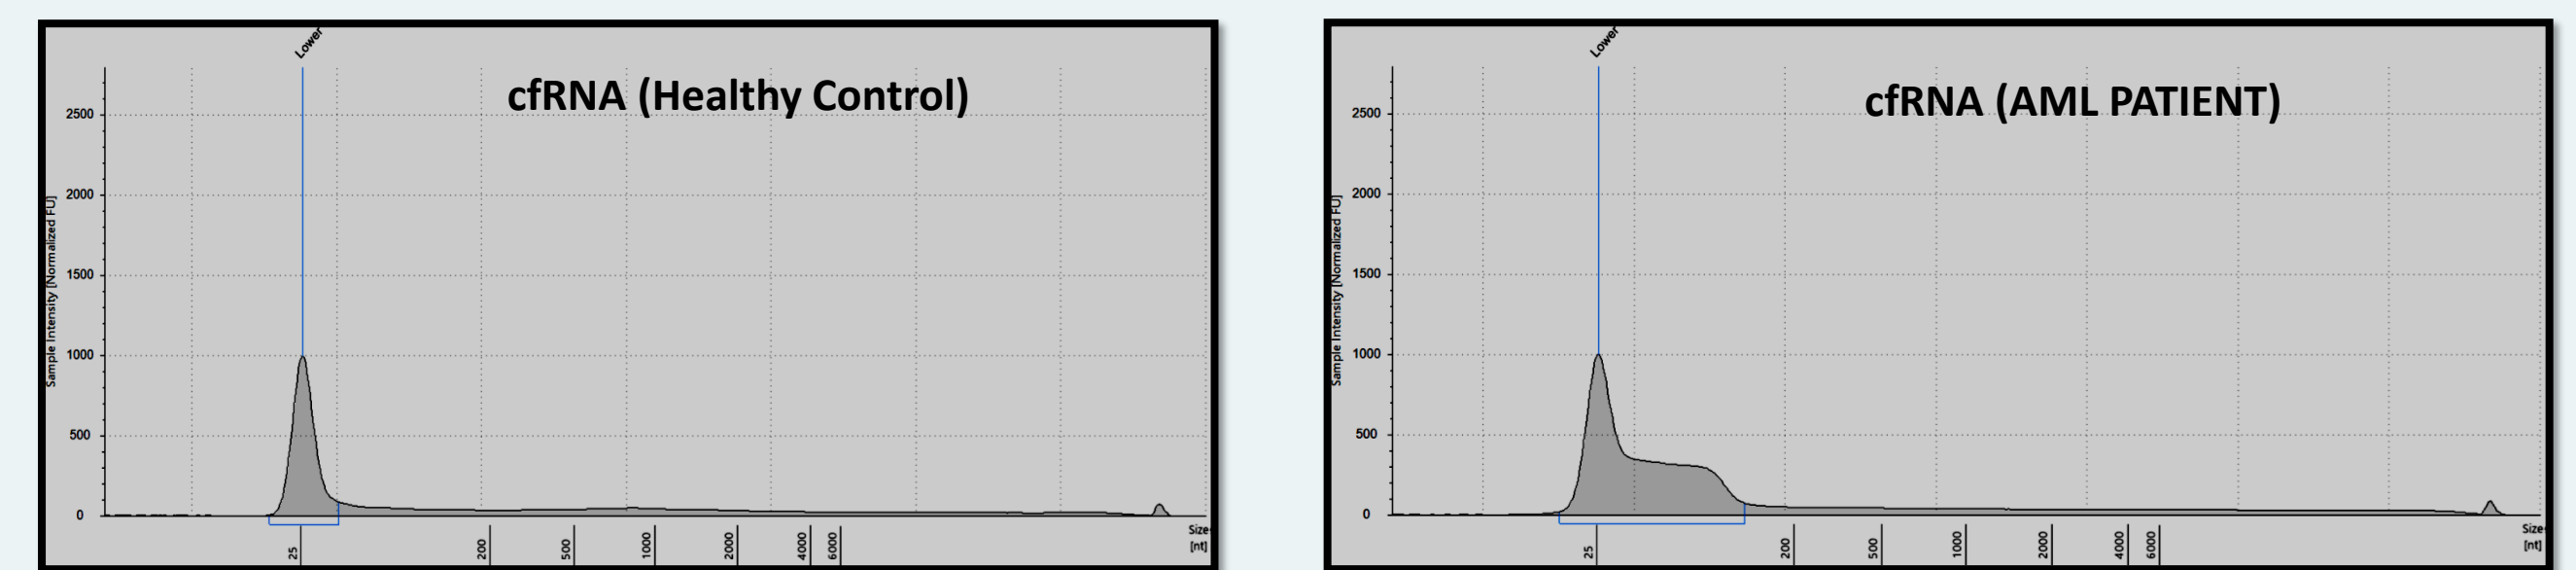 Lower
cfRNA (Healthy Control)
Sample Intensity [Normalized FU]
2500
2000
1500
1000
500
0
25
200
500
1000
2000
4000
6000
Size
[nt]
Lower
cfRNA (AML PATIENT)
Sample Intensity [Normalized FU]
2500
2000
1500
1000
500
0
25
200
500
1000
2000
4000
6000
Size
[nt]